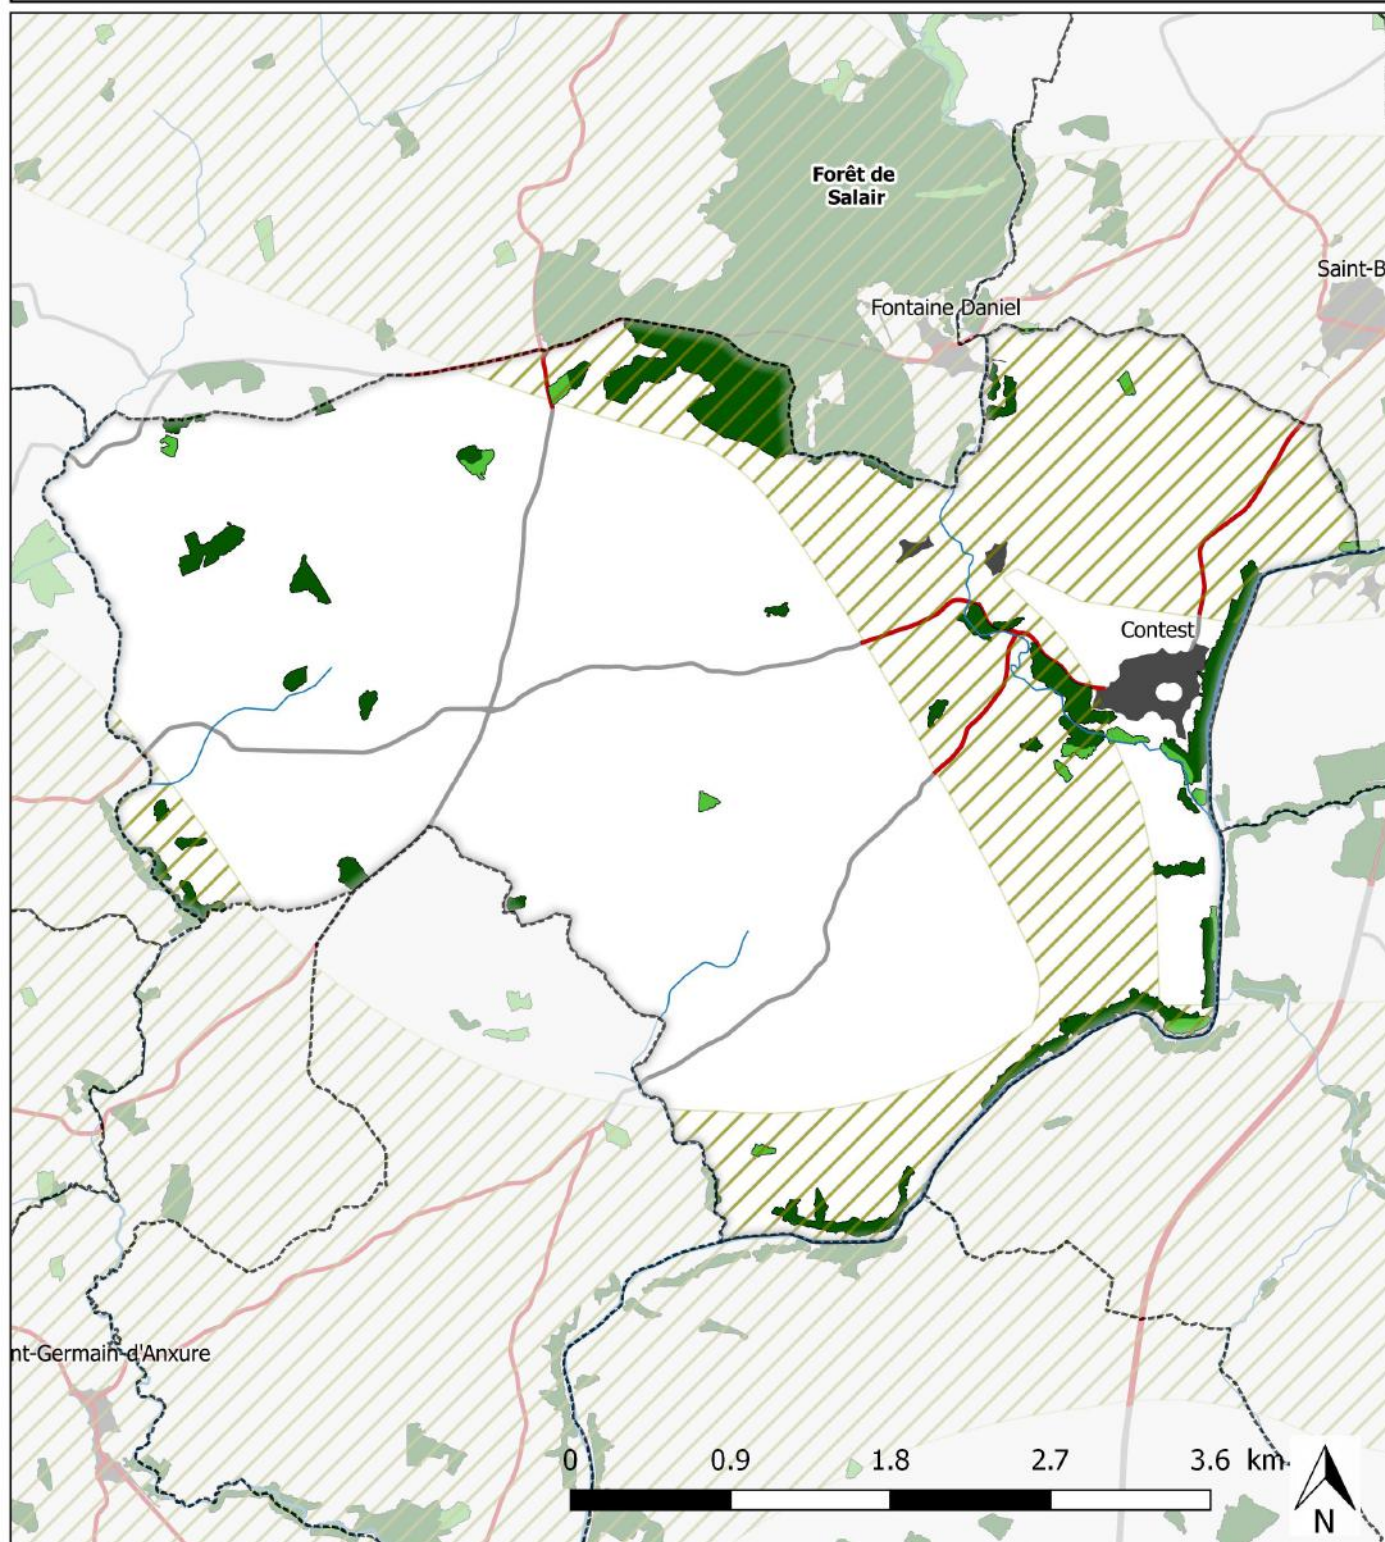 Forêt de
Salair
Saint-B
Fontaine Daniel
Contest
nt-Germain-d'Anxure
0 0.9 1.8 2.7 3.6 km
N